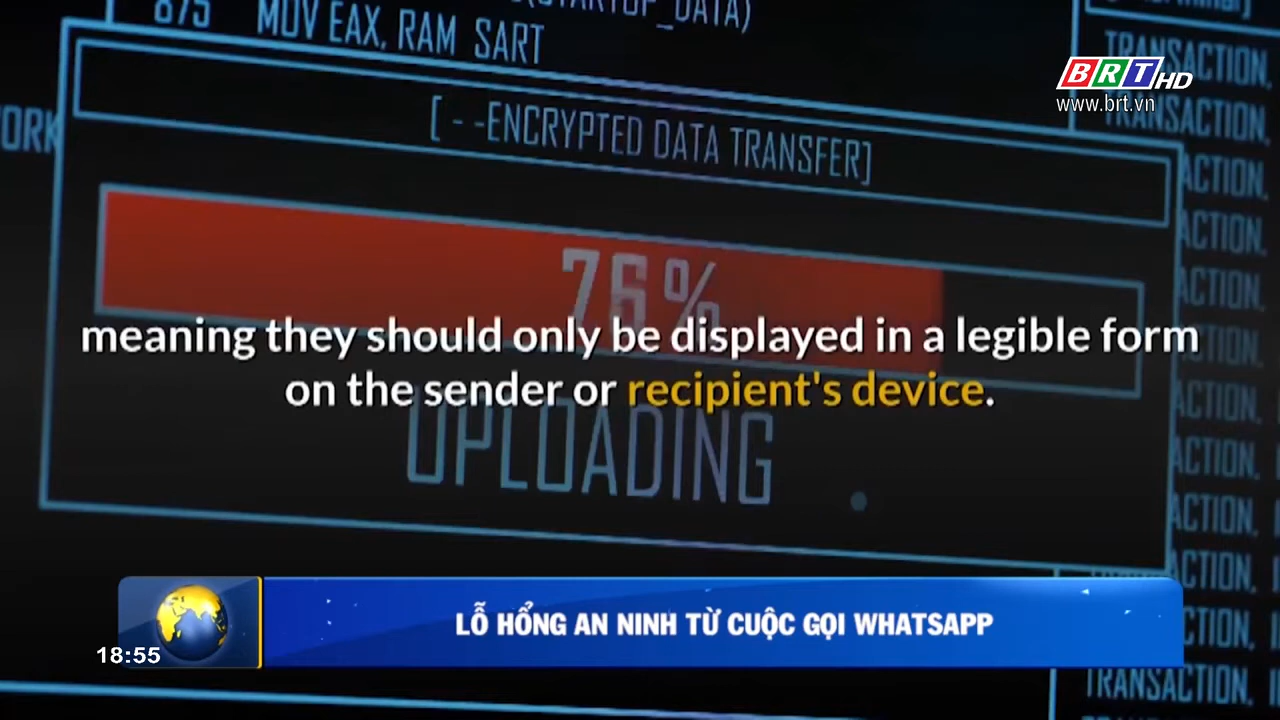 875 MOV EAX, RAM SART
BRT HD
www.brt.vn
[ - -ENCRYPTED DATA TRANSFER]
76%
meaning they should only be displayed in a legible form
on the sender or recipient's device.
UPLOADING
TRANSACTION,
TRANSACTION,
LỖ HỔNG AN NINH TỪ CUỘC GỌI WHATSAPP
18:55
TRANSACTION,